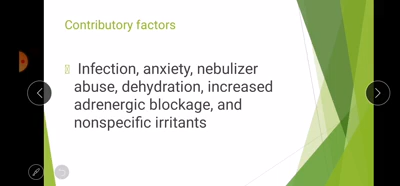 Contributory factors
Infection, anxiety, nebulizer
abuse, dehydration, increased
adrenergic blockage, and
nonspecific irritants